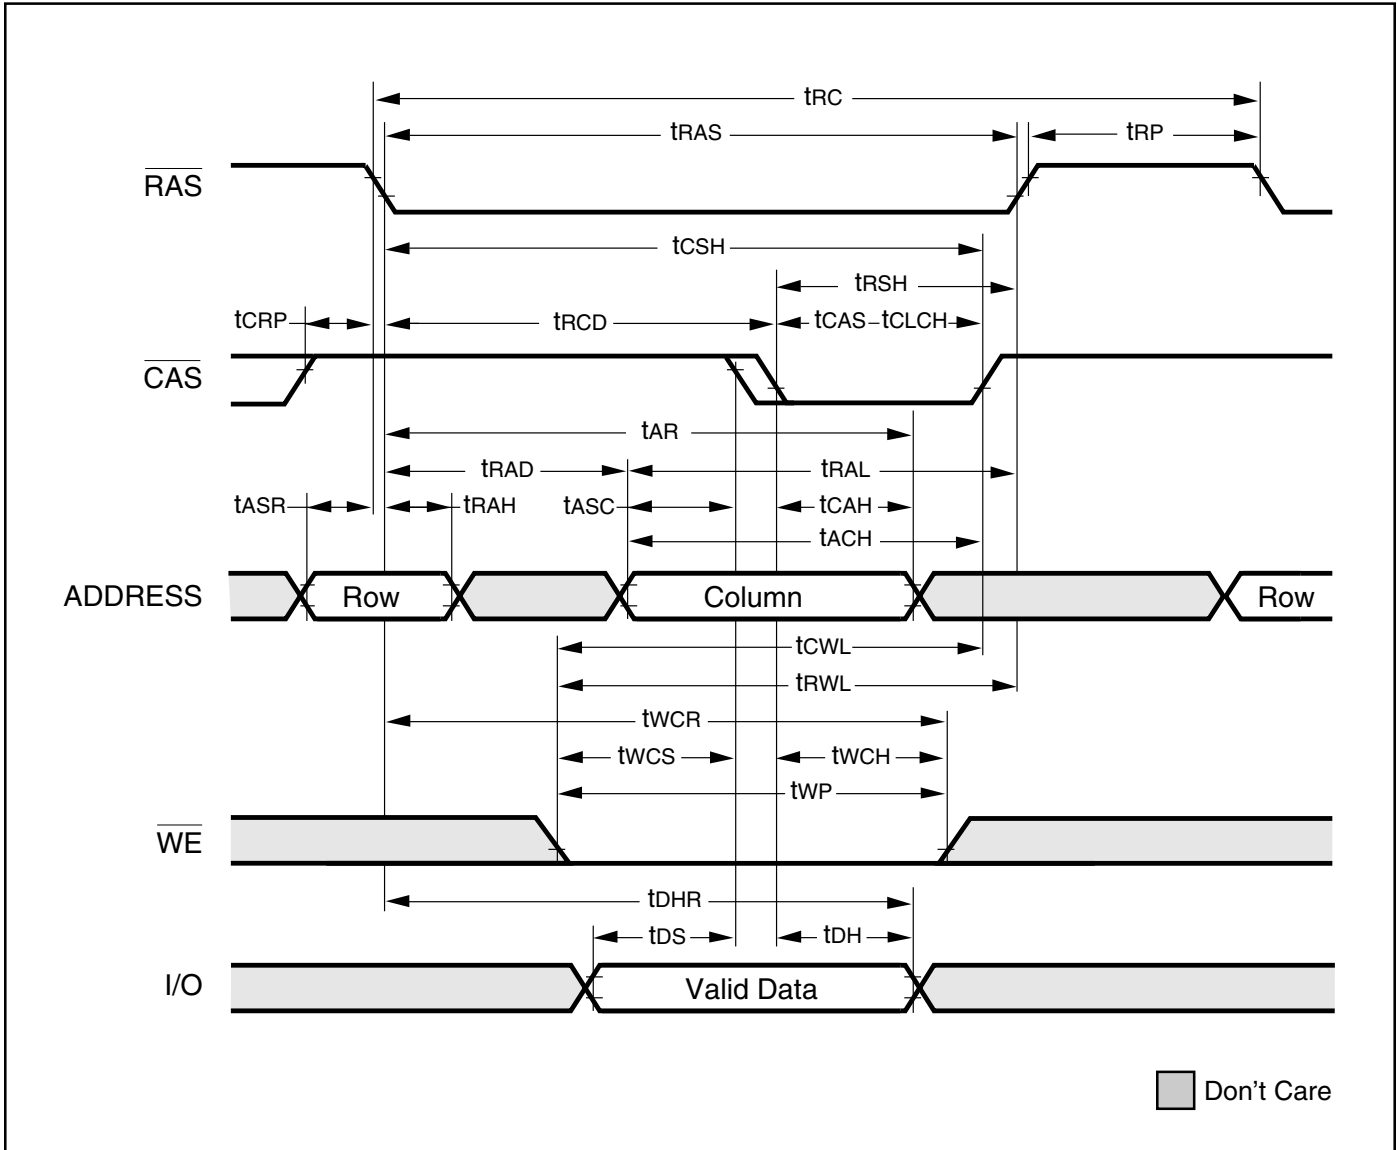 tRC
tRAS
tRP
RAS
tCSH
tRSH
tCRP
tRCD
tCAS
tCLCH
CAS
tAR
tRAD
tRAL
tASR
tRAH
tASC
tCAH
tACH
ADDRESS
Row
Column
Row
tCWL
tRWL
tWCR
tWCS
tWCH
tWP
WE
tDHR
tDS
tDH
I/O
Valid Data
Don't Care